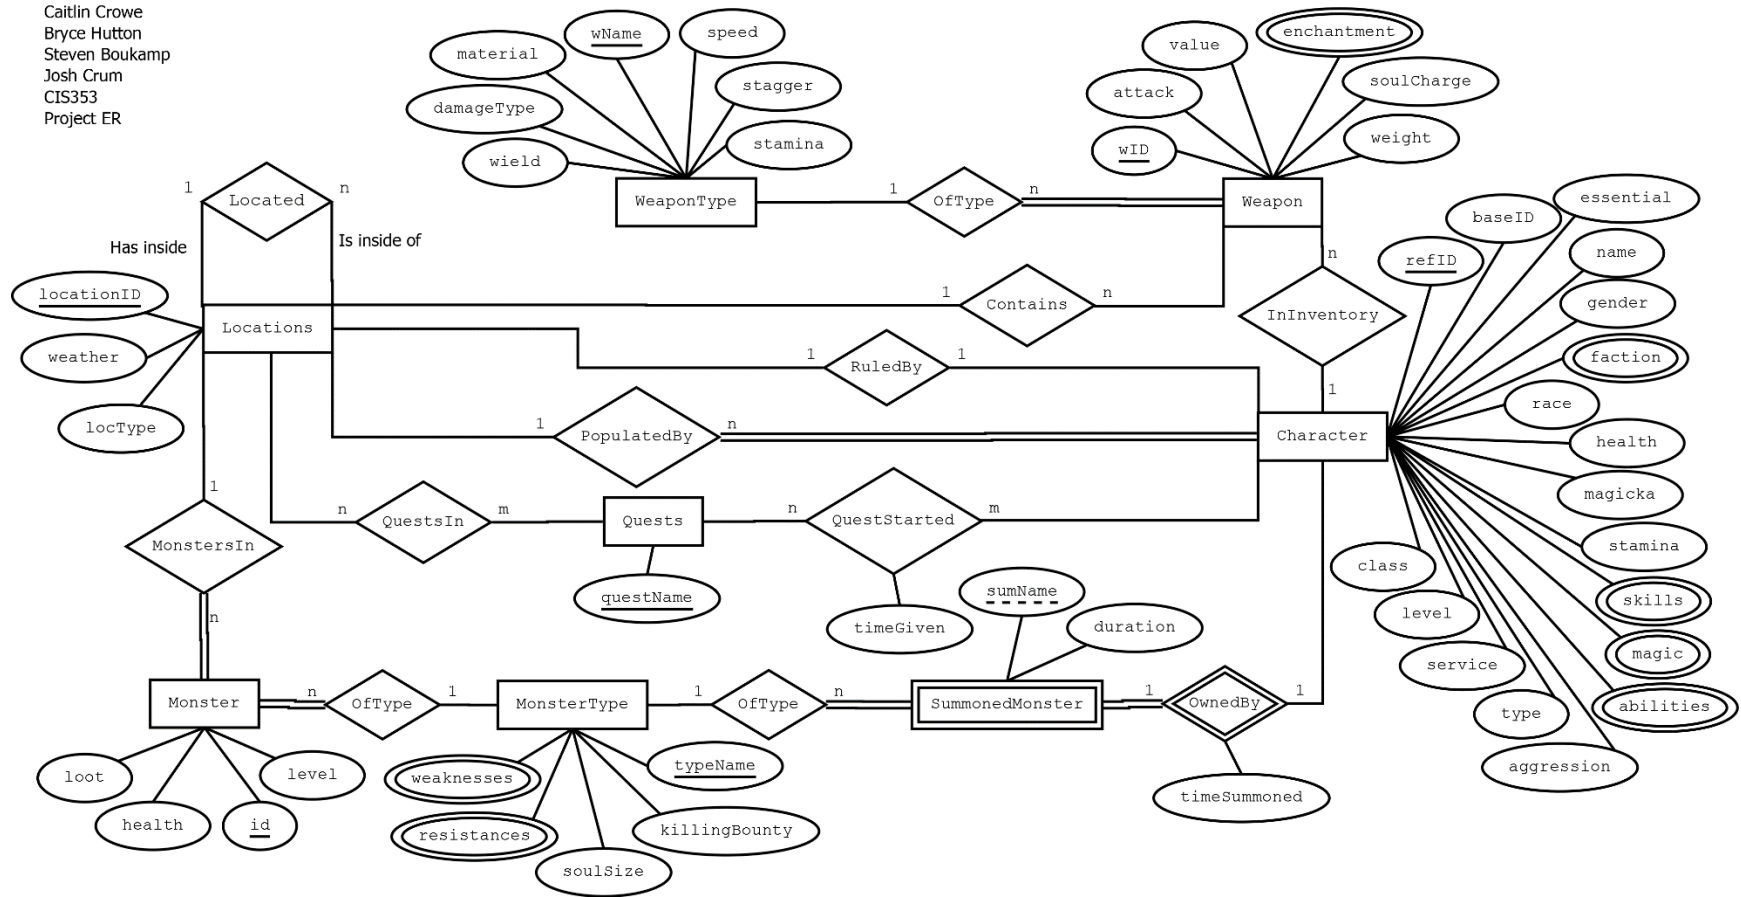 Caitlin Crowe
Bryce Hutton
Steven Boukamp
Josh Crum
CIS353
Project ER
material
wName
speed
damageType
stagger
wield
stamina
WeaponType
1
OfType
n
value
enchantment
attack
soulCharge
wID
weight
Weapon
1
Located
n
Has inside
Is inside of
locationID
weather
locType
Locations
1
Contains
n
n
InInventory
1
1
RuledBy
1
1
PopulatedBy
n
refID
baseID
essential
name
gender
faction
race
health
magicka
stamina
skills
magic
abilities
class
level
service
type
aggression
Character
1
MonstersIn
n
n
QuestsIn
m
Quests
questName
n
QuestStarted
m
timeGiven
sumName
duration
Monster
n
OfType
1
MonsterType
1
OfType
n
SummonedMonster
1
OwnedBy
1
timeSummoned
loot
health
id
level
weaknesses
resistances
soulSize
killingBounty
typeName